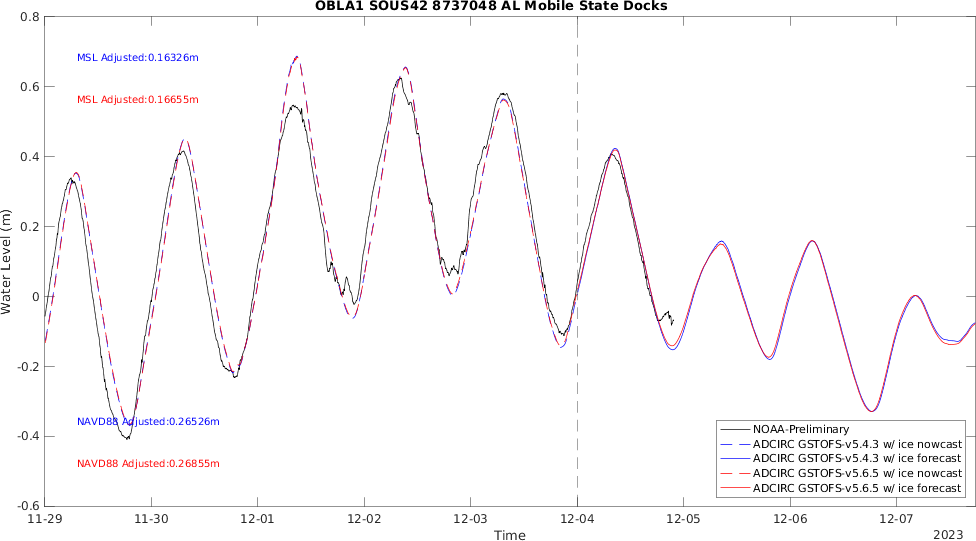 OBLA1 SOUS42 8737048 AL Mobile State Docks
0.8
0.6
0.4
0.2
0
-0.2
-0.4
-0.6
Water Level (m)
MSL Adjusted:0.16326m
MSL Adjusted:0.16655m
NAVD88 Adjusted:0.26526m
NAVD88 Adjusted:0.26855m
NOAA-Preliminary
ADCIRC GSTOFS-v5.4.3 w/ ice nowcast
ADCIRC GSTOFS-v5.4.3 w/ ice forecast
ADCIRC GSTOFS-v5.6.5 w/ ice nowcast
ADCIRC GSTOFS-v5.6.5 w/ ice forecast
11-29 11-30 12-01 12-02 12-03 12-04 12-05 12-06 12-07
Time
2023